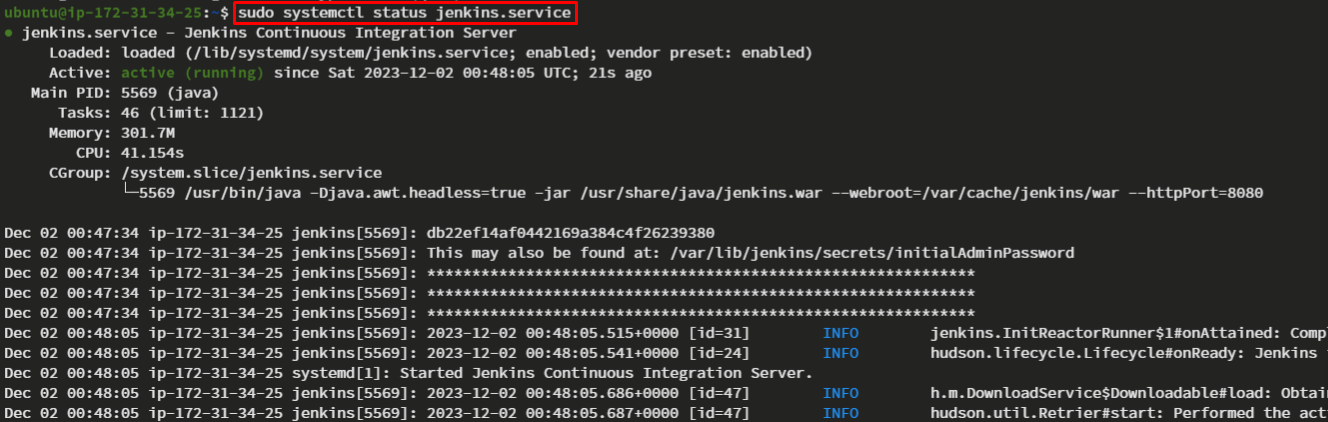 ubuntu@ip-172-31-34-25:~$ sudo systemctl status jenkins.service
● jenkins.service - Jenkins Continuous Integration Server
Loaded: loaded (/lib/systemd/system/jenkins.service; enabled; vendor preset: enabled)
Active: active (running) since Sat 2023-12-02 00:48:05 UTC; 21s ago
Main PID: 5569 (java)
Tasks: 46 (limit: 1121)
Memory: 301.7M
CPU: 41.154s
CGroup: /system.slice/jenkins.service
└─5569 /usr/bin/java -Djava.awt.headless=true -jar /usr/share/java/jenkins.war --webroot=/var/cache/jenkins/war --httpPort=8080
Dec 02 00:47:34 ip-172-31-34-25 jenkins[5569]: db22ef14af0442169a384c4f26239380
Dec 02 00:47:34 ip-172-31-34-25 jenkins[5569]: This may also be found at: /var/lib/jenkins/secrets/initialAdminPassword
Dec 02 00:47:34 ip-172-31-34-25 jenkins[5569]: *************************************************************
Dec 02 00:47:34 ip-172-31-34-25 jenkins[5569]: *************************************************************
Dec 02 00:47:34 ip-172-31-34-25 jenkins[5569]: *************************************************************
Dec 02 00:48:05 ip-172-31-34-25 jenkins[5569]: 2023-12-02 00:48:05.515+0000 [id=31] INFO jenkins.InitReactorRunner$1#onAttained: Compl
Dec 02 00:48:05 ip-172-31-34-25 jenkins[5569]: 2023-12-02 00:48:05.541+0000 [id=24] INFO hudson.lifecycle.Lifecycle#onReady: Jenkins
Dec 02 00:48:05 ip-172-31-34-25 systemd[1]: Started Jenkins Continuous Integration Server.
Dec 02 00:48:05 ip-172-31-34-25 jenkins[5569]: 2023-12-02 00:48:05.686+0000 [id=47] INFO h.m.DownloadService$Downloadable#load: Obtai
Dec 02 00:48:05 ip-172-31-34-25 jenkins[5569]: 2023-12-02 00:48:05.687+0000 [id=47] INFO hudson.util.Retrier#start: Performed the act